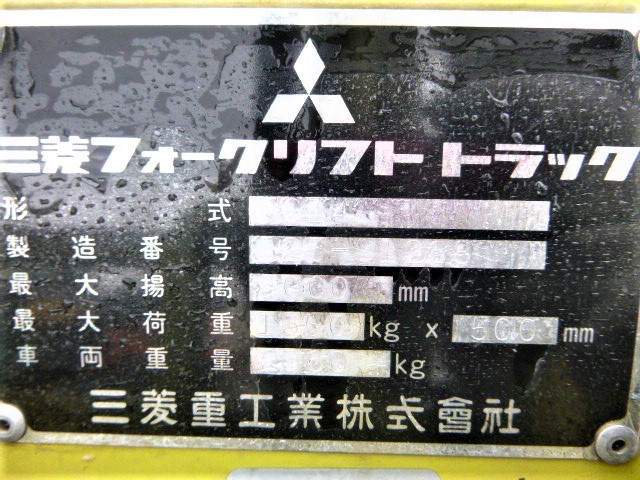 三菱フォークリフト トラック
形 式
製造番号
最大揚高 mm
最大荷重 kg x 500 mm
車両重量 kg
三菱重工業株式會社